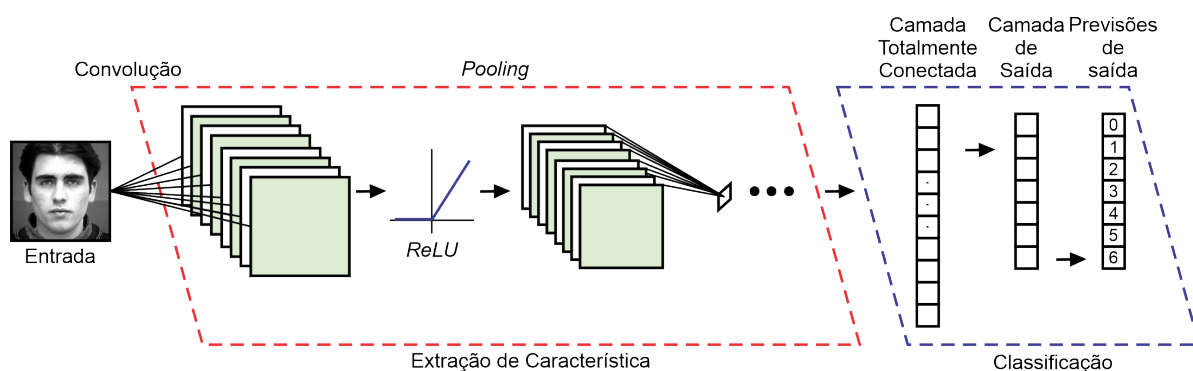 Convolução
Pooling
Camada
Totalmente
Conectada
Camada
de
Saída
Previsões
de
saída
Entrada
ReLU
0
1
2
3
4
5
6
Extração de Característica
Classificação